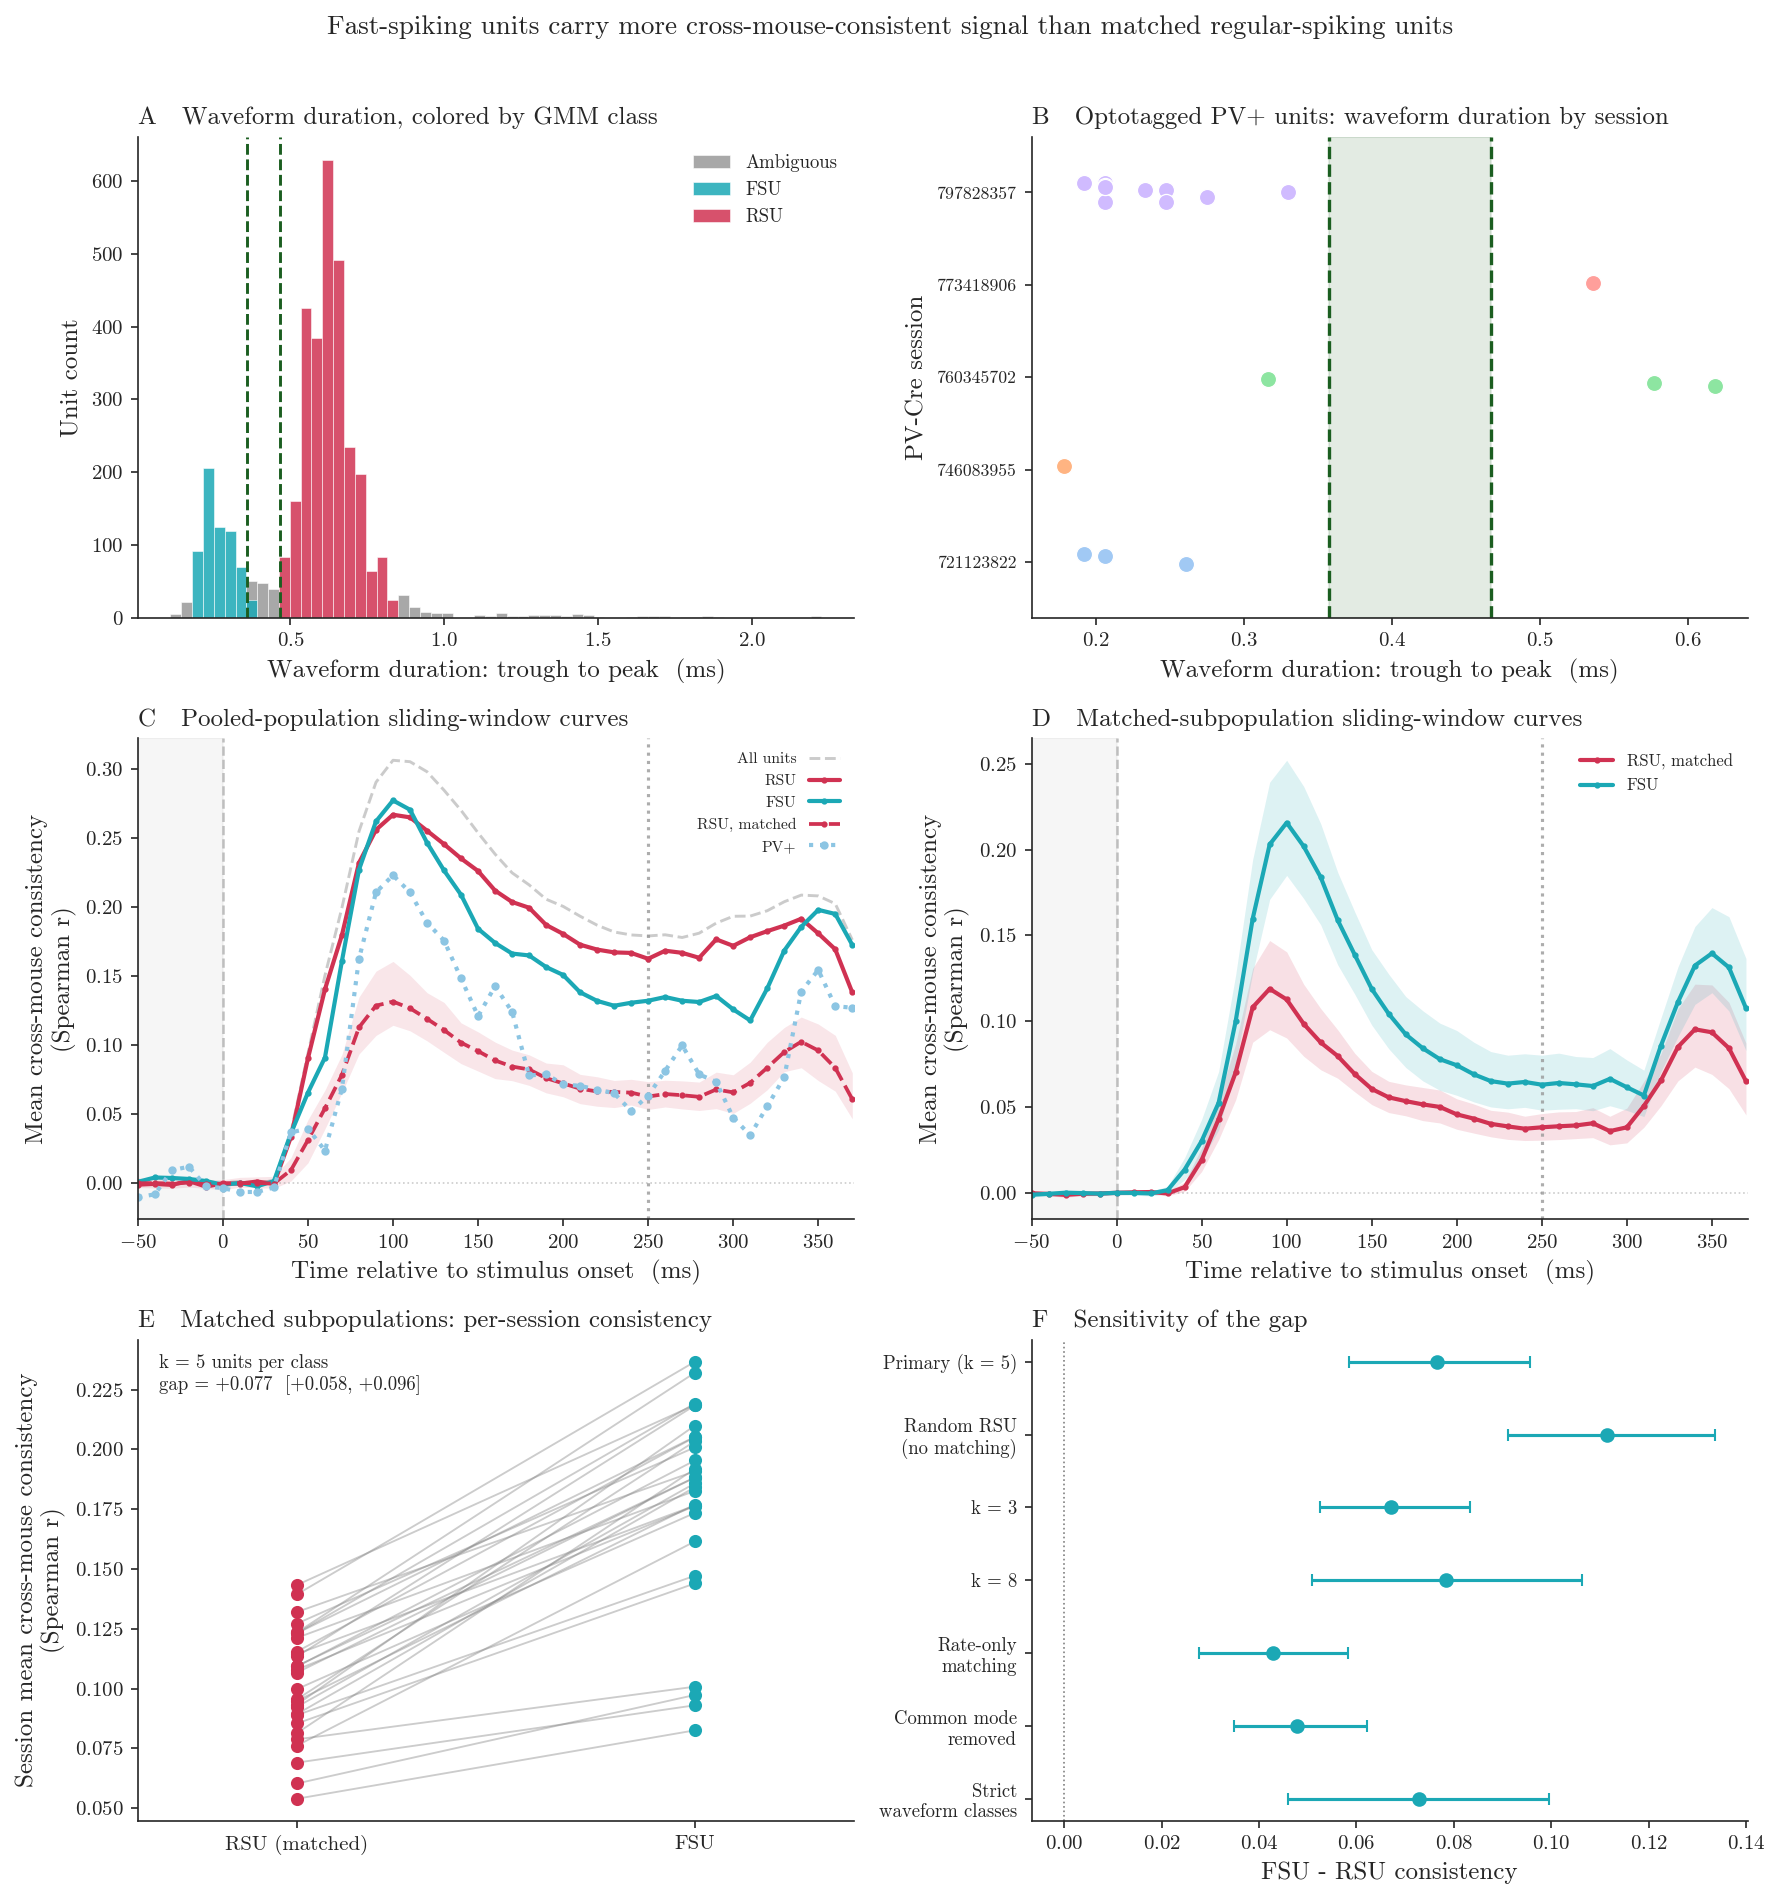 Fast-spiking units carry more cross-mouse-consistent signal than matched regular-spiking units
A Waveform duration, colored by GMM class
Unit count
600
500
400
300
200
100
0
Ambiguous
FSU
RSU
0.5 1.0 1.5 2.0
Waveform duration: trough to peak (ms)
B Optotagged PV+ units: waveform duration by session
PV-Cre session
797828357
773418906
760345702
746083955
721123822
0.2 0.3 0.4 0.5 0.6
Waveform duration: trough to peak (ms)
C Pooled-population sliding-window curves
Mean cross-mouse consistency
(Spearman r)
0.30
0.25
0.20
0.15
0.10
0.05
0.00
All units
RSU
FSU
RSU, matched
PV+
−50 0 50 100 150 200 250 300 350
Time relative to stimulus onset (ms)
D Matched-subpopulation sliding-window curves
Mean cross-mouse consistency
(Spearman r)
0.25
0.20
0.15
0.10
0.05
0.00
RSU, matched
FSU
−50 0 50 100 150 200 250 300 350
Time relative to stimulus onset (ms)
E Matched subpopulations: per-session consistency
Session mean cross-mouse consistency
(Spearman r)
k = 5 units per class
gap = +0.077 [+0.058, +0.096]
0.225
0.200
0.175
0.150
0.125
0.100
0.075
0.050
RSU (matched) FSU
F Sensitivity of the gap
Primary (k = 5)
Random RSU
(no matching)
k = 3
k = 8
Rate-only
matching
Common mode
removed
Strict
waveform classes
0.00 0.02 0.04 0.06 0.08 0.10 0.12 0.14
FSU - RSU consistency